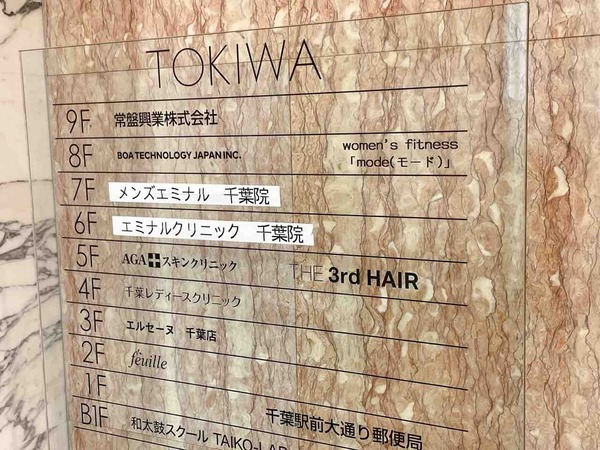 TOKIWA
9F 常盤興業株式会社
8F BOA TECHNOLOGY JAPAN INC. women's fitness
「mode(モード)」
7F メンズエミナル 千葉院
6F エミナルクリニック 千葉院
5F AGAスキンクリニック THE 3rd HAIR
4F 千葉レディースクリニック
3F エルセーヌ 千葉店
2F feuille
1F 千葉駅前大通り郵便局
B1F 和太鼓スクール TAIKO-LAB